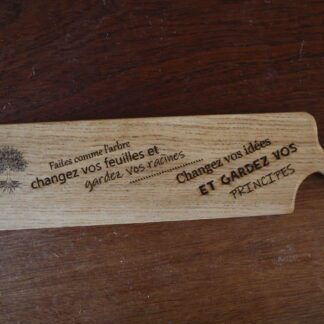 Faites comme l'arbre
changez vos feuilles et
gardez vos racines
Changez vos idées
ET GARDEZ VOS
PRINCIPES